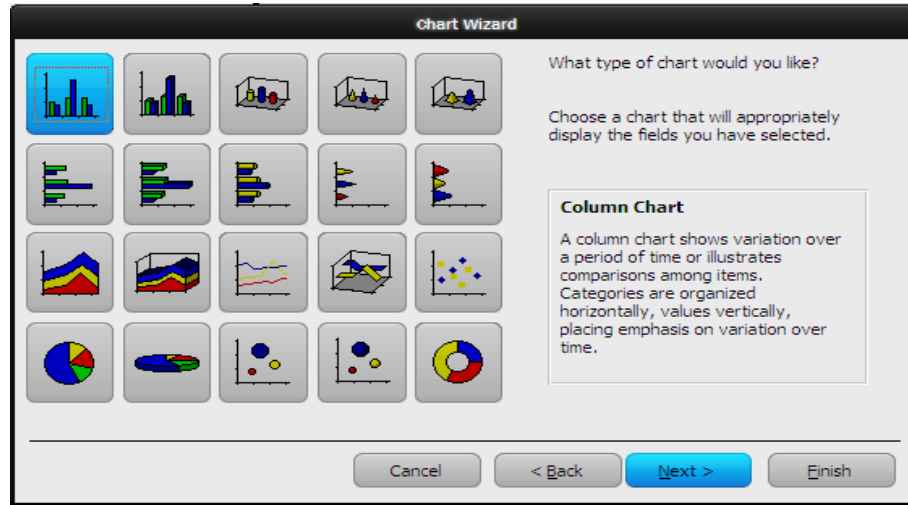 Chart Wizard
What type of chart would you like?
Choose a chart that will appropriately
display the fields you have selected.
Column Chart
A column chart shows variation over
a period of time or illustrates
comparisons among items.
Categories are organized
horizontally, values vertically,
placing emphasis on variation over
time.
Cancel
< Back
Next >
Finish